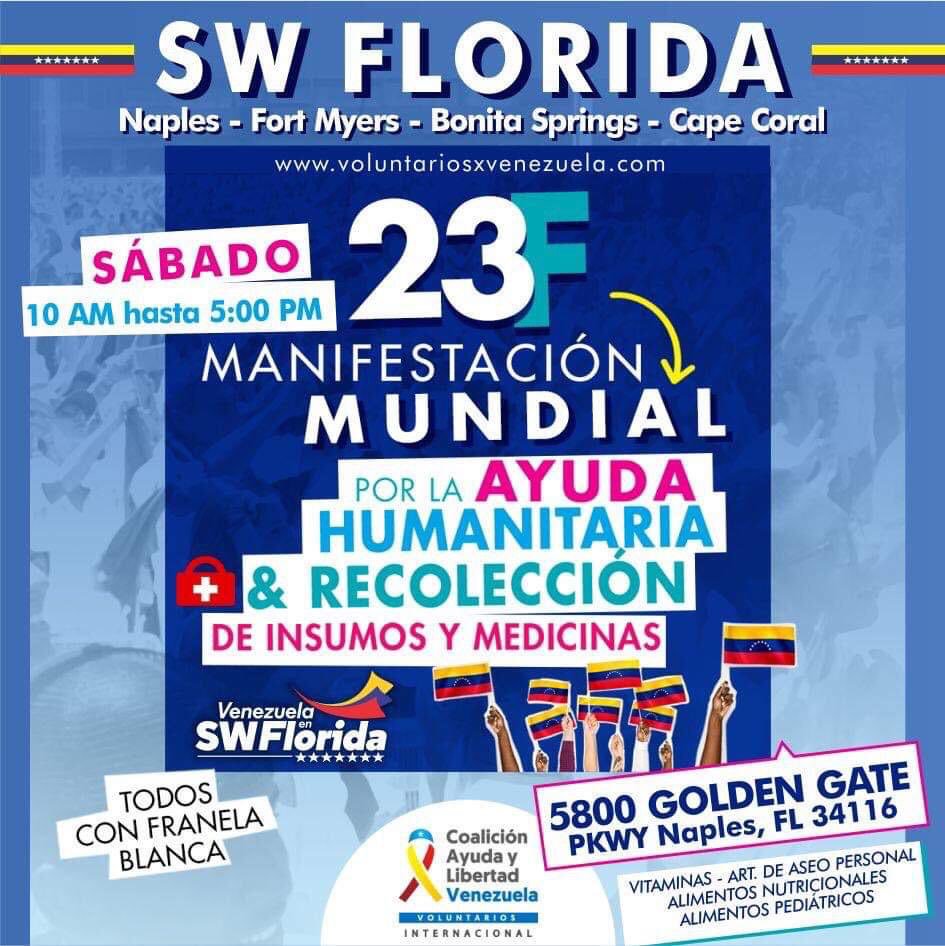 SW FLORIDA
Naples - Fort Myers - Bonita Springs - Cape Coral
www.voluntariosxvenezuela.com
23F
SÁBADO
10 AM hasta 5:00 PM
MANIFESTACIÓN
MUNDIAL
POR LA AYUDA
HUMANITARIA
& RECOLECCIÓN
DE INSUMOS Y MEDICINAS
Venezuela
en
SWFlorida
TODOS
CON FRANELA
BLANCA
5800 GOLDEN GATE
PKWY Naples, FL 34116
Coalición
Ayuda y
Libertad
Venezuela
VOLUNTARIOS
INTERNACIONAL
VITAMINAS - ART. DE ASEO PERSONAL
ALIMENTOS NUTRICIONALES
ALIMENTOS PEDIÁTRICOS